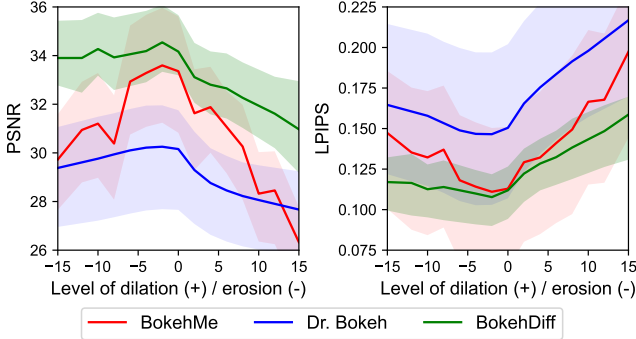 36
34
32
30
28
26
PSNR
−15 −10 −5 0 5 10 15
Level of dilation (+) / erosion (-)
0.225
0.200
0.175
0.150
0.125
0.100
0.075
LPIPS
−15 −10 −5 0 5 10 15
Level of dilation (+) / erosion (-)
BokehMe Dr. Bokeh BokehDiff